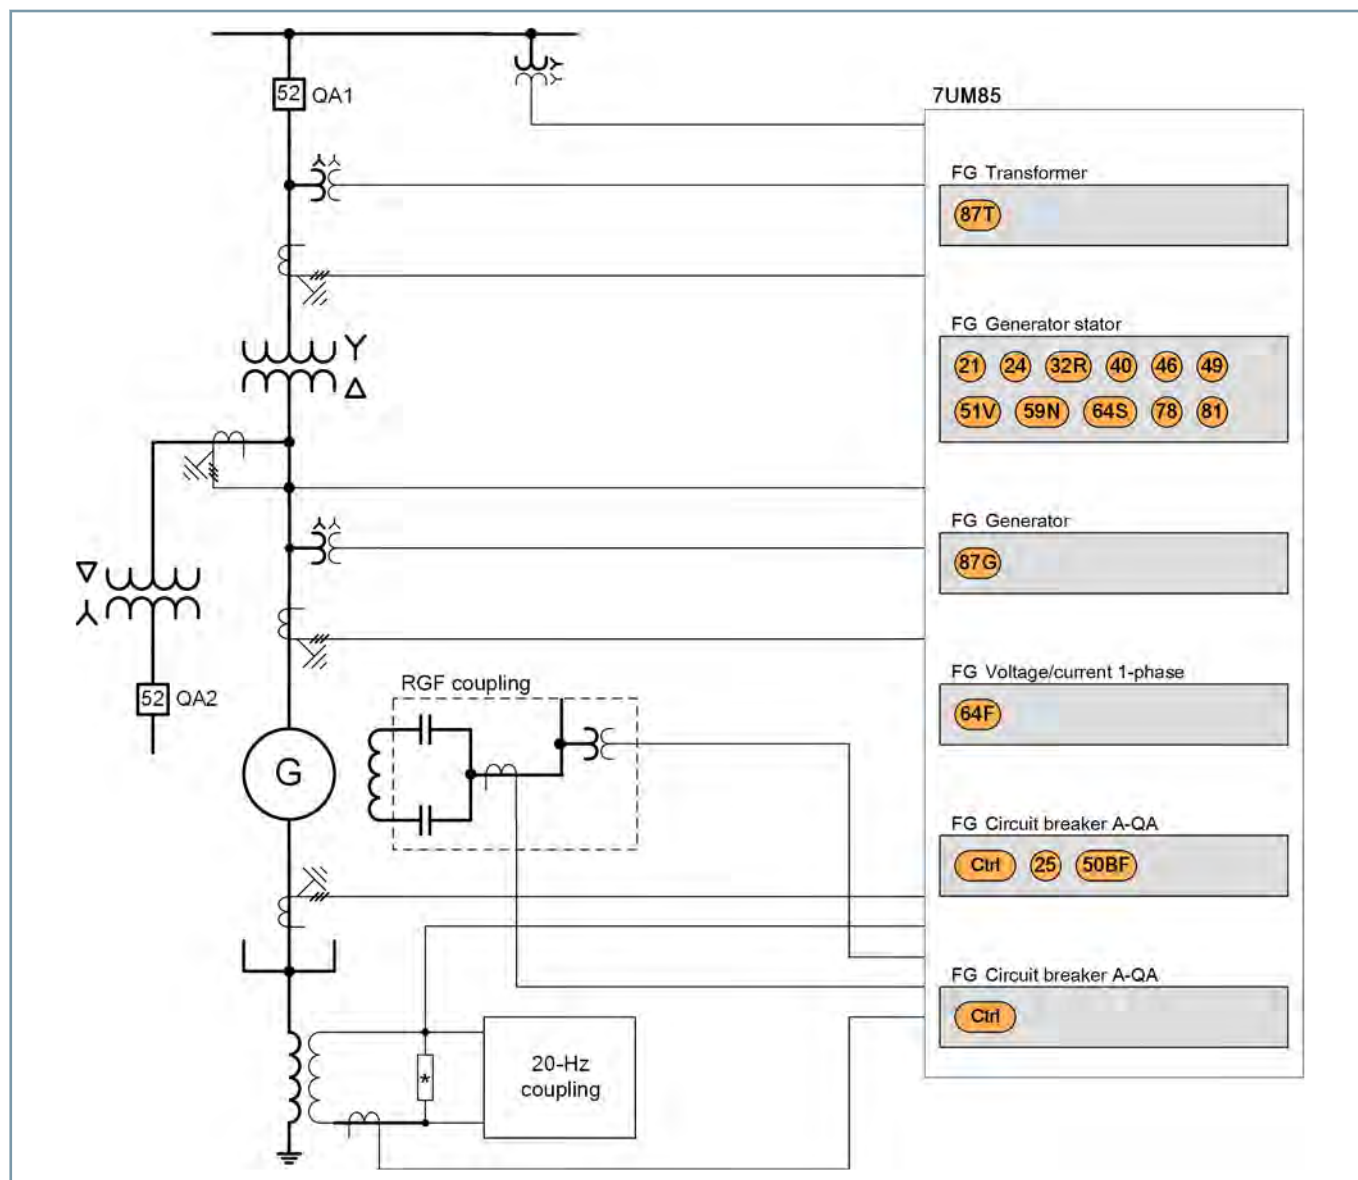 52 QA1
7UM85
FG Transformer
87T
FG Generator stator
21 24 32R 40 46 49
51V 59N 64S 78 81
FG Generator
87G
RGF coupling
FG Voltage/current 1-phase
64F
52 QA2
G
FG Circuit breaker A-QA
Ctrl 25 50BF
FG Circuit breaker A-QA
Ctrl
*
20-Hz
coupling